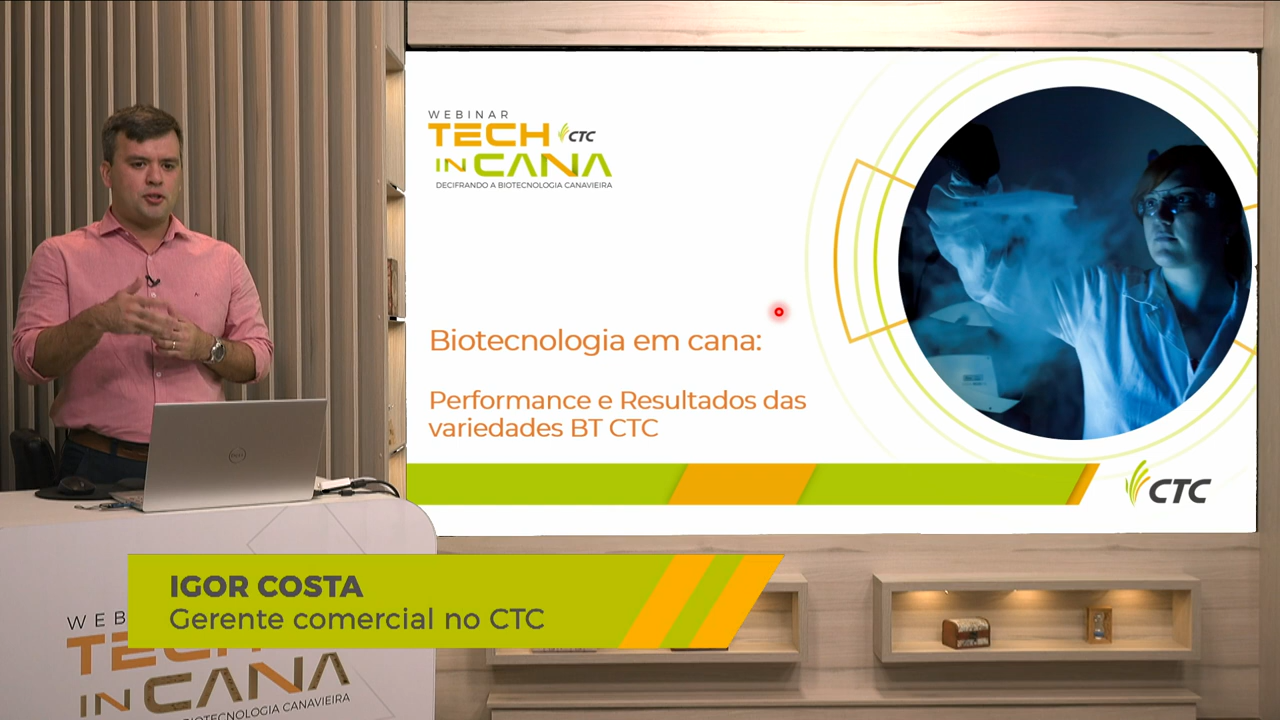 WEBINAR
TECH CTC
IN CANA
DECIFRANDO A BIOTECNOLOGIA CANAVIEIRA
Biotecnologia em cana:
Performance e Resultados das
variedades BT CTC
CTC
DELL
IGOR COSTA
Gerente comercial no CTC
TECH
IN CANA
BIOTECNOLOGIA CANAVIEIRA